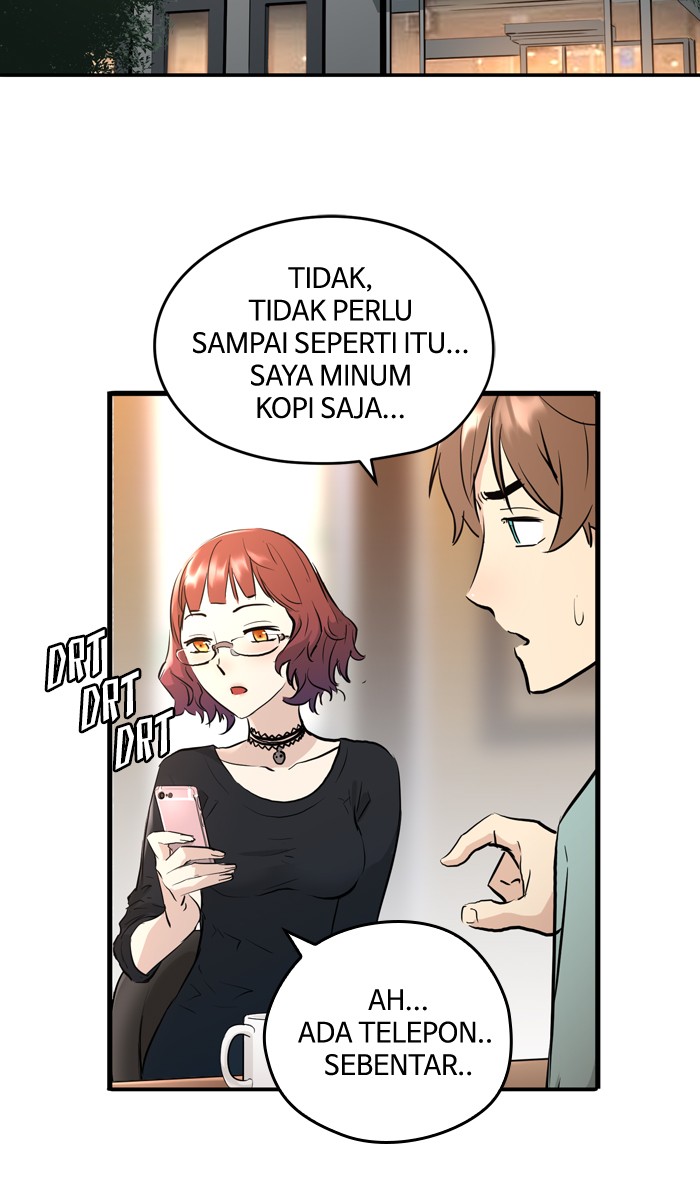 TIDAK,
TIDAK PERLU
SAMPAI SEPERTI ITU...
SAYA MINUM
KOPI SAJA...
DRT
DRT
DRT
AH...
ADA TELEPON..
SEBENTAR..